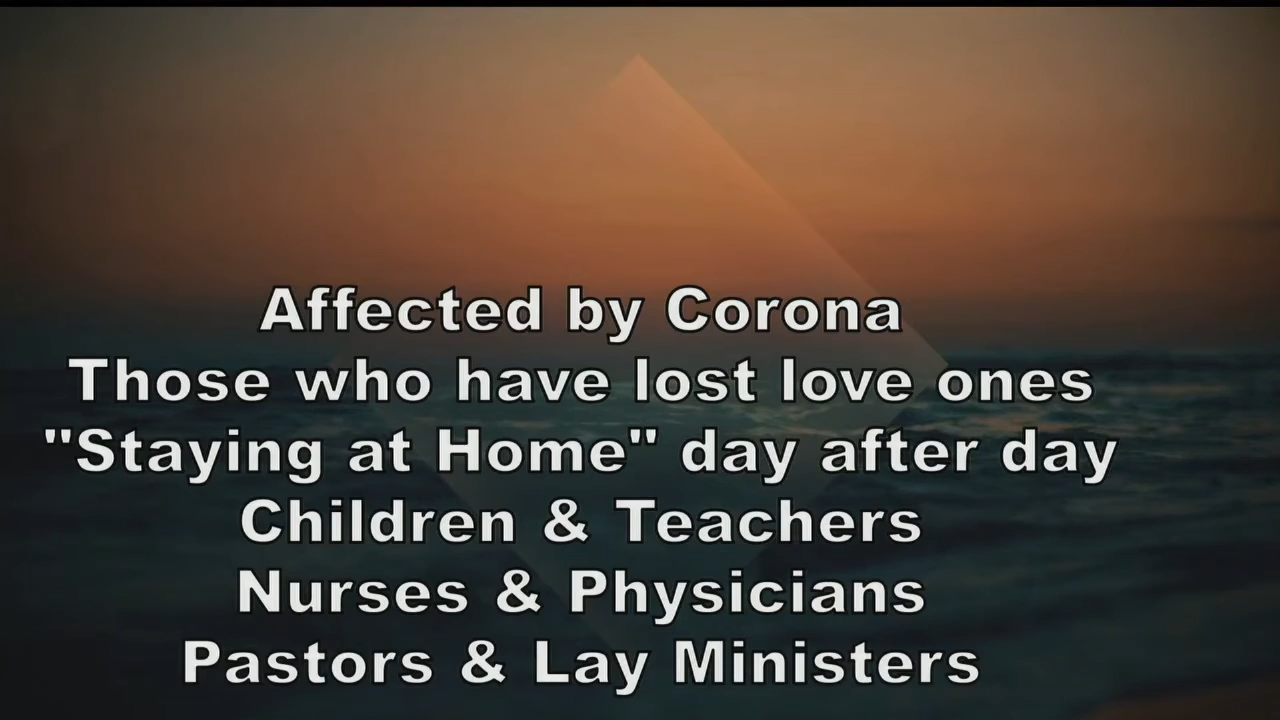 Affected by Corona
Those who have lost love ones
"Staying at Home" day after day
Children & Teachers
Nurses & Physicians
Pastors & Lay Ministers